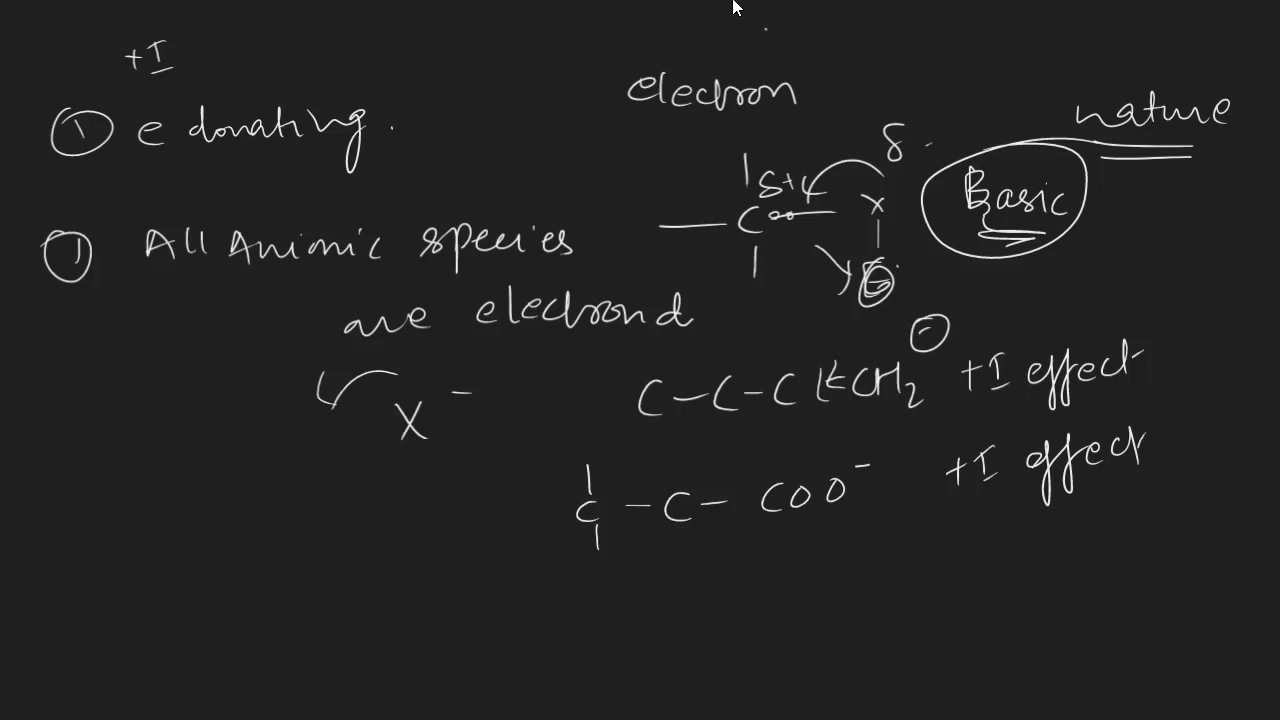 +I
① e donating.
electron
nature
δ-
δ+
C
X
Basic
① All Anionic species
are electrond
X -
C-C-C CH2 ⊖ +I effect
C-C-COO- +I effect